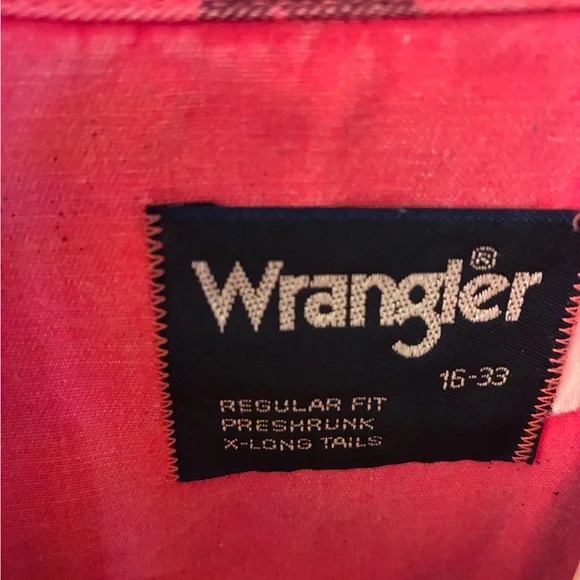 Wrangler®
16-33
REGULAR FIT
PRESHRUNK
X-LONG TAILS